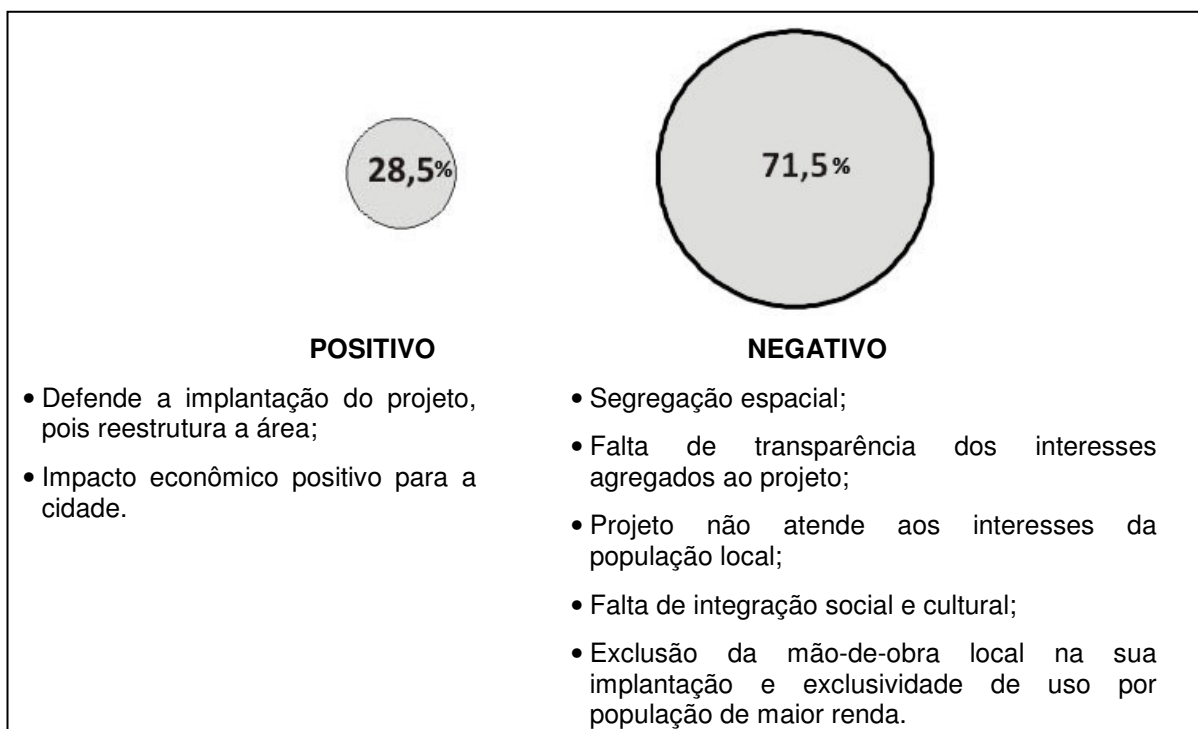 28,5%
71,5%
POSITIVO
• Defende a implantação do projeto,
pois reestrutura a área;
• Impacto econômico positivo para a
cidade.
NEGATIVO
• Segregação espacial;
• Falta de transparência dos interesses
agregados ao projeto;
• Projeto não atende aos interesses da
população local;
• Falta de integração social e cultural;
• Exclusão da mão-de-obra local na sua
implantação e exclusividade de uso por
população de maior renda.